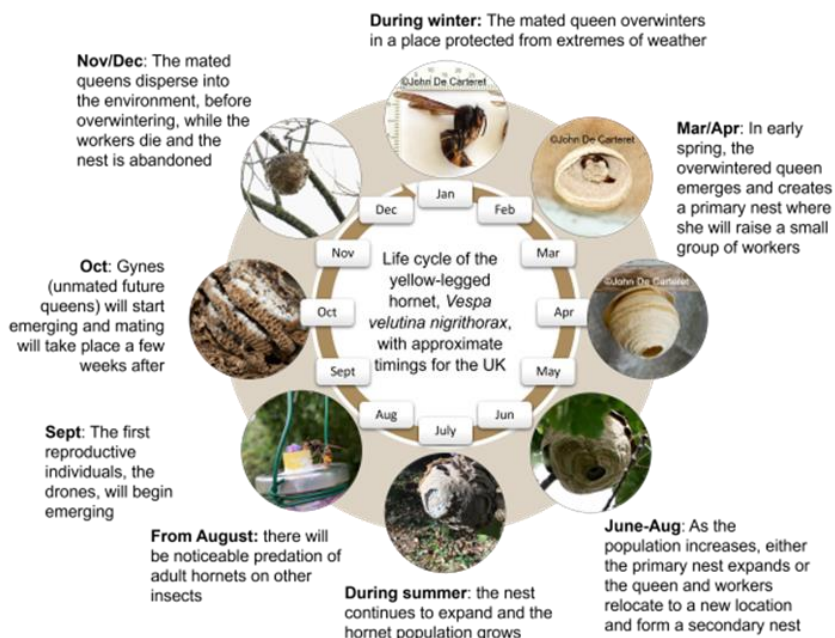 During winter: The mated queen overwinters
in a place protected from extremes of weather
Nov/Dec: The mated
queens disperse into
the environment, before
overwintering, while the
workers die and the
nest is abandoned
©John De Carteret
©John De Carteret
Mar/Apr: In early
spring, the
overwintered queen
emerges and creates
a primary nest where
she will raise a small
group of workers
©John De Carteret
Jan
Feb
Mar
Apr
May
Jun
July
Aug
Sept
Oct
Nov
Dec
Life cycle of the
yellow-legged
hornet, Vespa
velutina nigrithorax,
with approximate
timings for the UK
Oct: Gynes
(unmated future
queens) will start
emerging and mating
will take place a few
weeks after
Sept: The first
reproductive
individuals, the
drones, will begin
emerging
From August: there will
be noticeable predation of
adult hornets on other
insects
During summer: the nest
continues to expand and the
hornet population grows
June-Aug: As the
population increases, either
the primary nest expands or
the queen and workers
relocate to a new location
and form a secondary nest